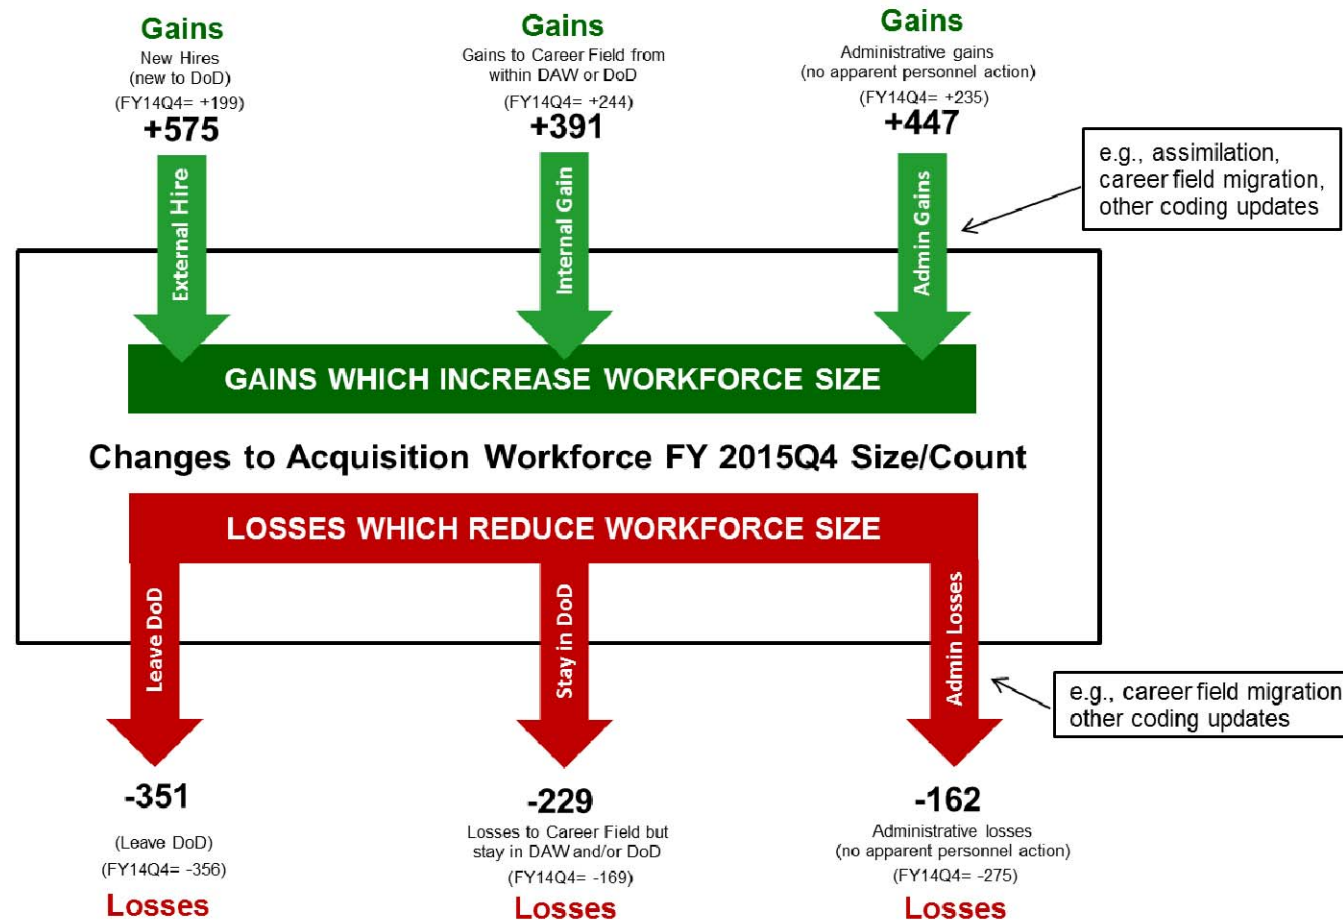 Gains
New Hires
(new to DoD)
(FY14Q4= +199)
+575
External Hire
Gains
Gains to Career Field from
within DAW or DoD
(FY14Q4= +244)
+391
Internal Gain
Gains
Administrative gains
(no apparent personnel action)
(FY14Q4= +235)
+447
Admin Gains
e.g., assimilation,
career field migration,
other coding updates
GAINS WHICH INCREASE WORKFORCE SIZE
Changes to Acquisition Workforce FY 2015Q4 Size/Count
LOSSES WHICH REDUCE WORKFORCE SIZE
Leave DoD
-351
(Leave DoD)
(FY14Q4= -356)
Losses
Stay in DoD
-229
Losses to Career Field but
stay in DAW and/or DoD
(FY14Q4= -169)
Losses
Admin Losses
e.g., career field migration
other coding updates
-162
Administrative losses
(no apparent personnel action)
(FY14Q4= -275)
Losses